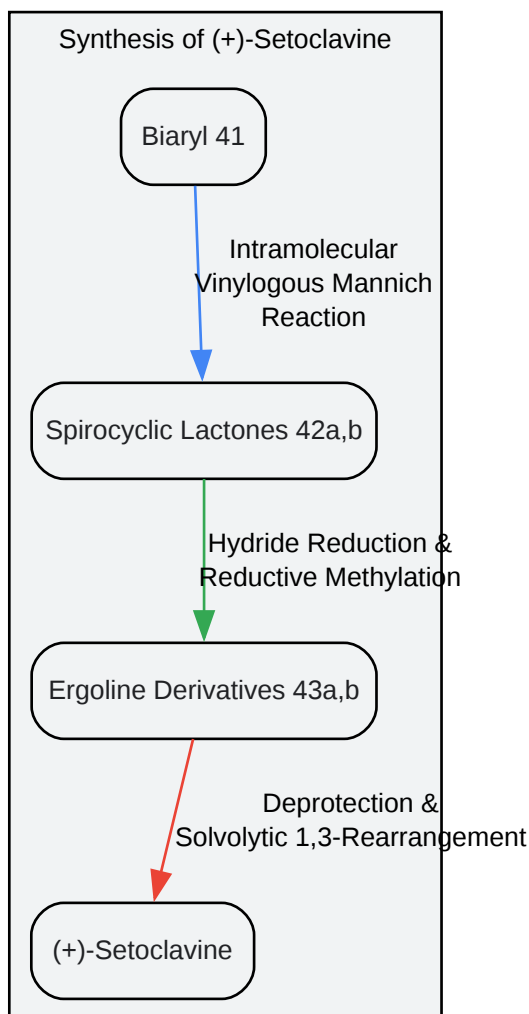 Synthesis of (+)-Setoclavine
Biaryl 41
Intramolecular
Vinylogous Mannich
Reaction
Spirocyclic Lactones 42a,b
Hydride Reduction &
Reductive Methylation
Ergoline Derivatives 43a,b
Deprotection &
Solvolytic 1,3-Rearrangement
(+)-Setoclavine